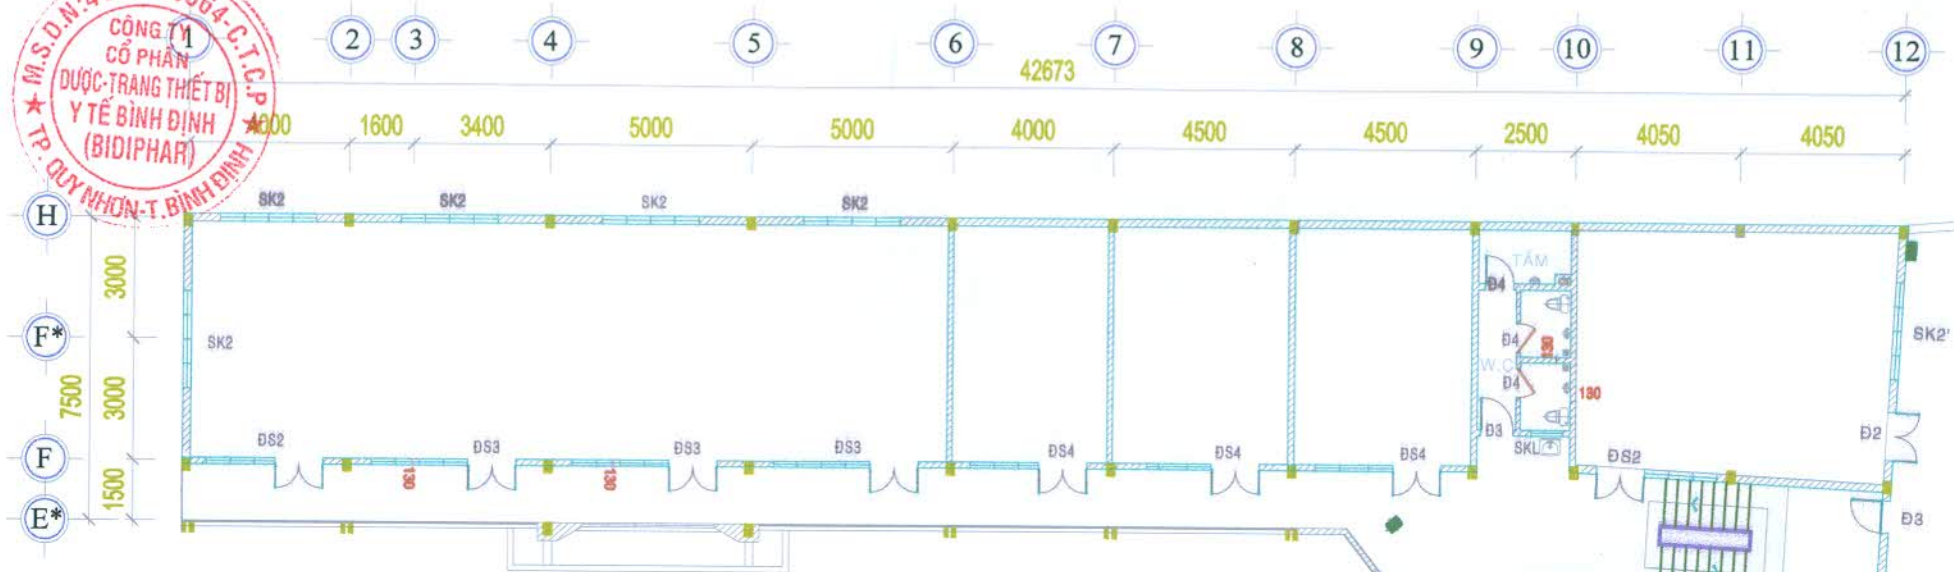 M.S.D.N:4
064-C.T.C.P
CÔNG TY
CỔ PHẦN
DƯỢC-TRANG THIẾT BỊ
Y TẾ BÌNH ĐỊNH
(BIDIPHAR)
TP. QUY NHƠN-T.BÌNH ĐỊNH
1 2 3 4 5 6 7 8 9 10 11 12
42673
4000 1600 3400 5000 5000 4000 4500 4500 2500 4050 4050
SK2 SK2 SK2 SK2
H
3000
TẮM
Đ4
F*
SK2
Đ4
130
SK2'
W.C
7500
3000
Đ4
130
ĐS2 ĐS3 ĐS3 ĐS3 ĐS4 ĐS4 ĐS4
Đ3
SKL
ĐS2
Đ2
F
130
130
1500
E*
Đ3